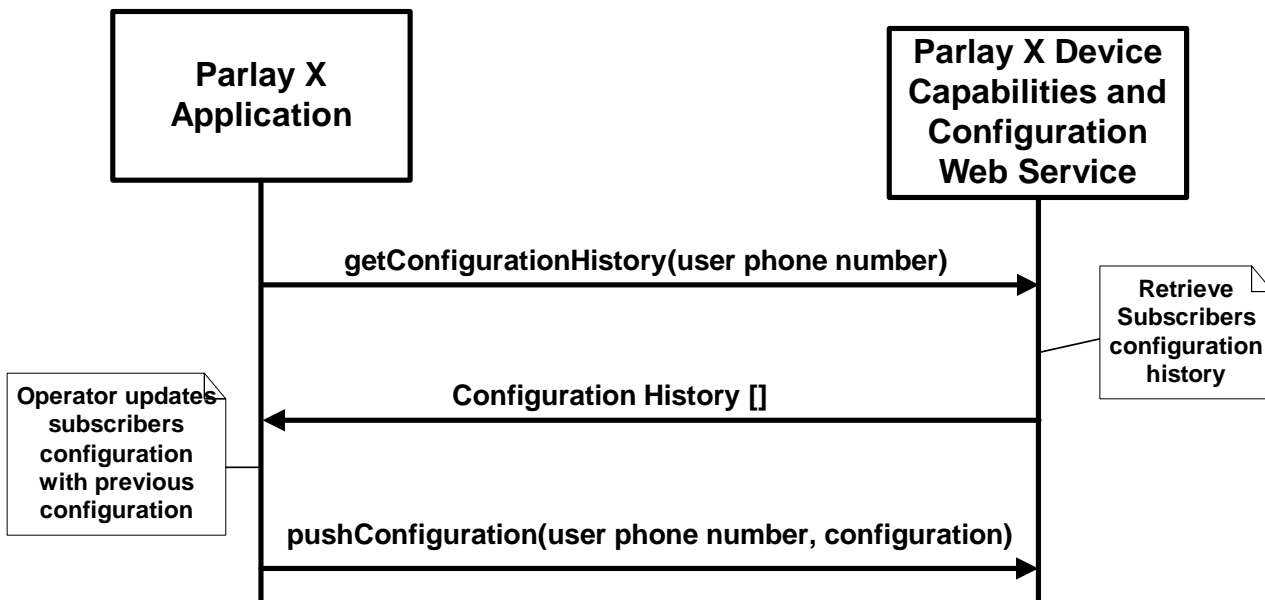 Parlay X
Application
Parlay X Device
Capabilities and
Configuration
Web Service
getConfigurationHistory(user phone number)
Retrieve
Subscribers
configuration
history
Configuration History []
Operator updates
subscribers
configuration
with previous
configuration
pushConfiguration(user phone number, configuration)